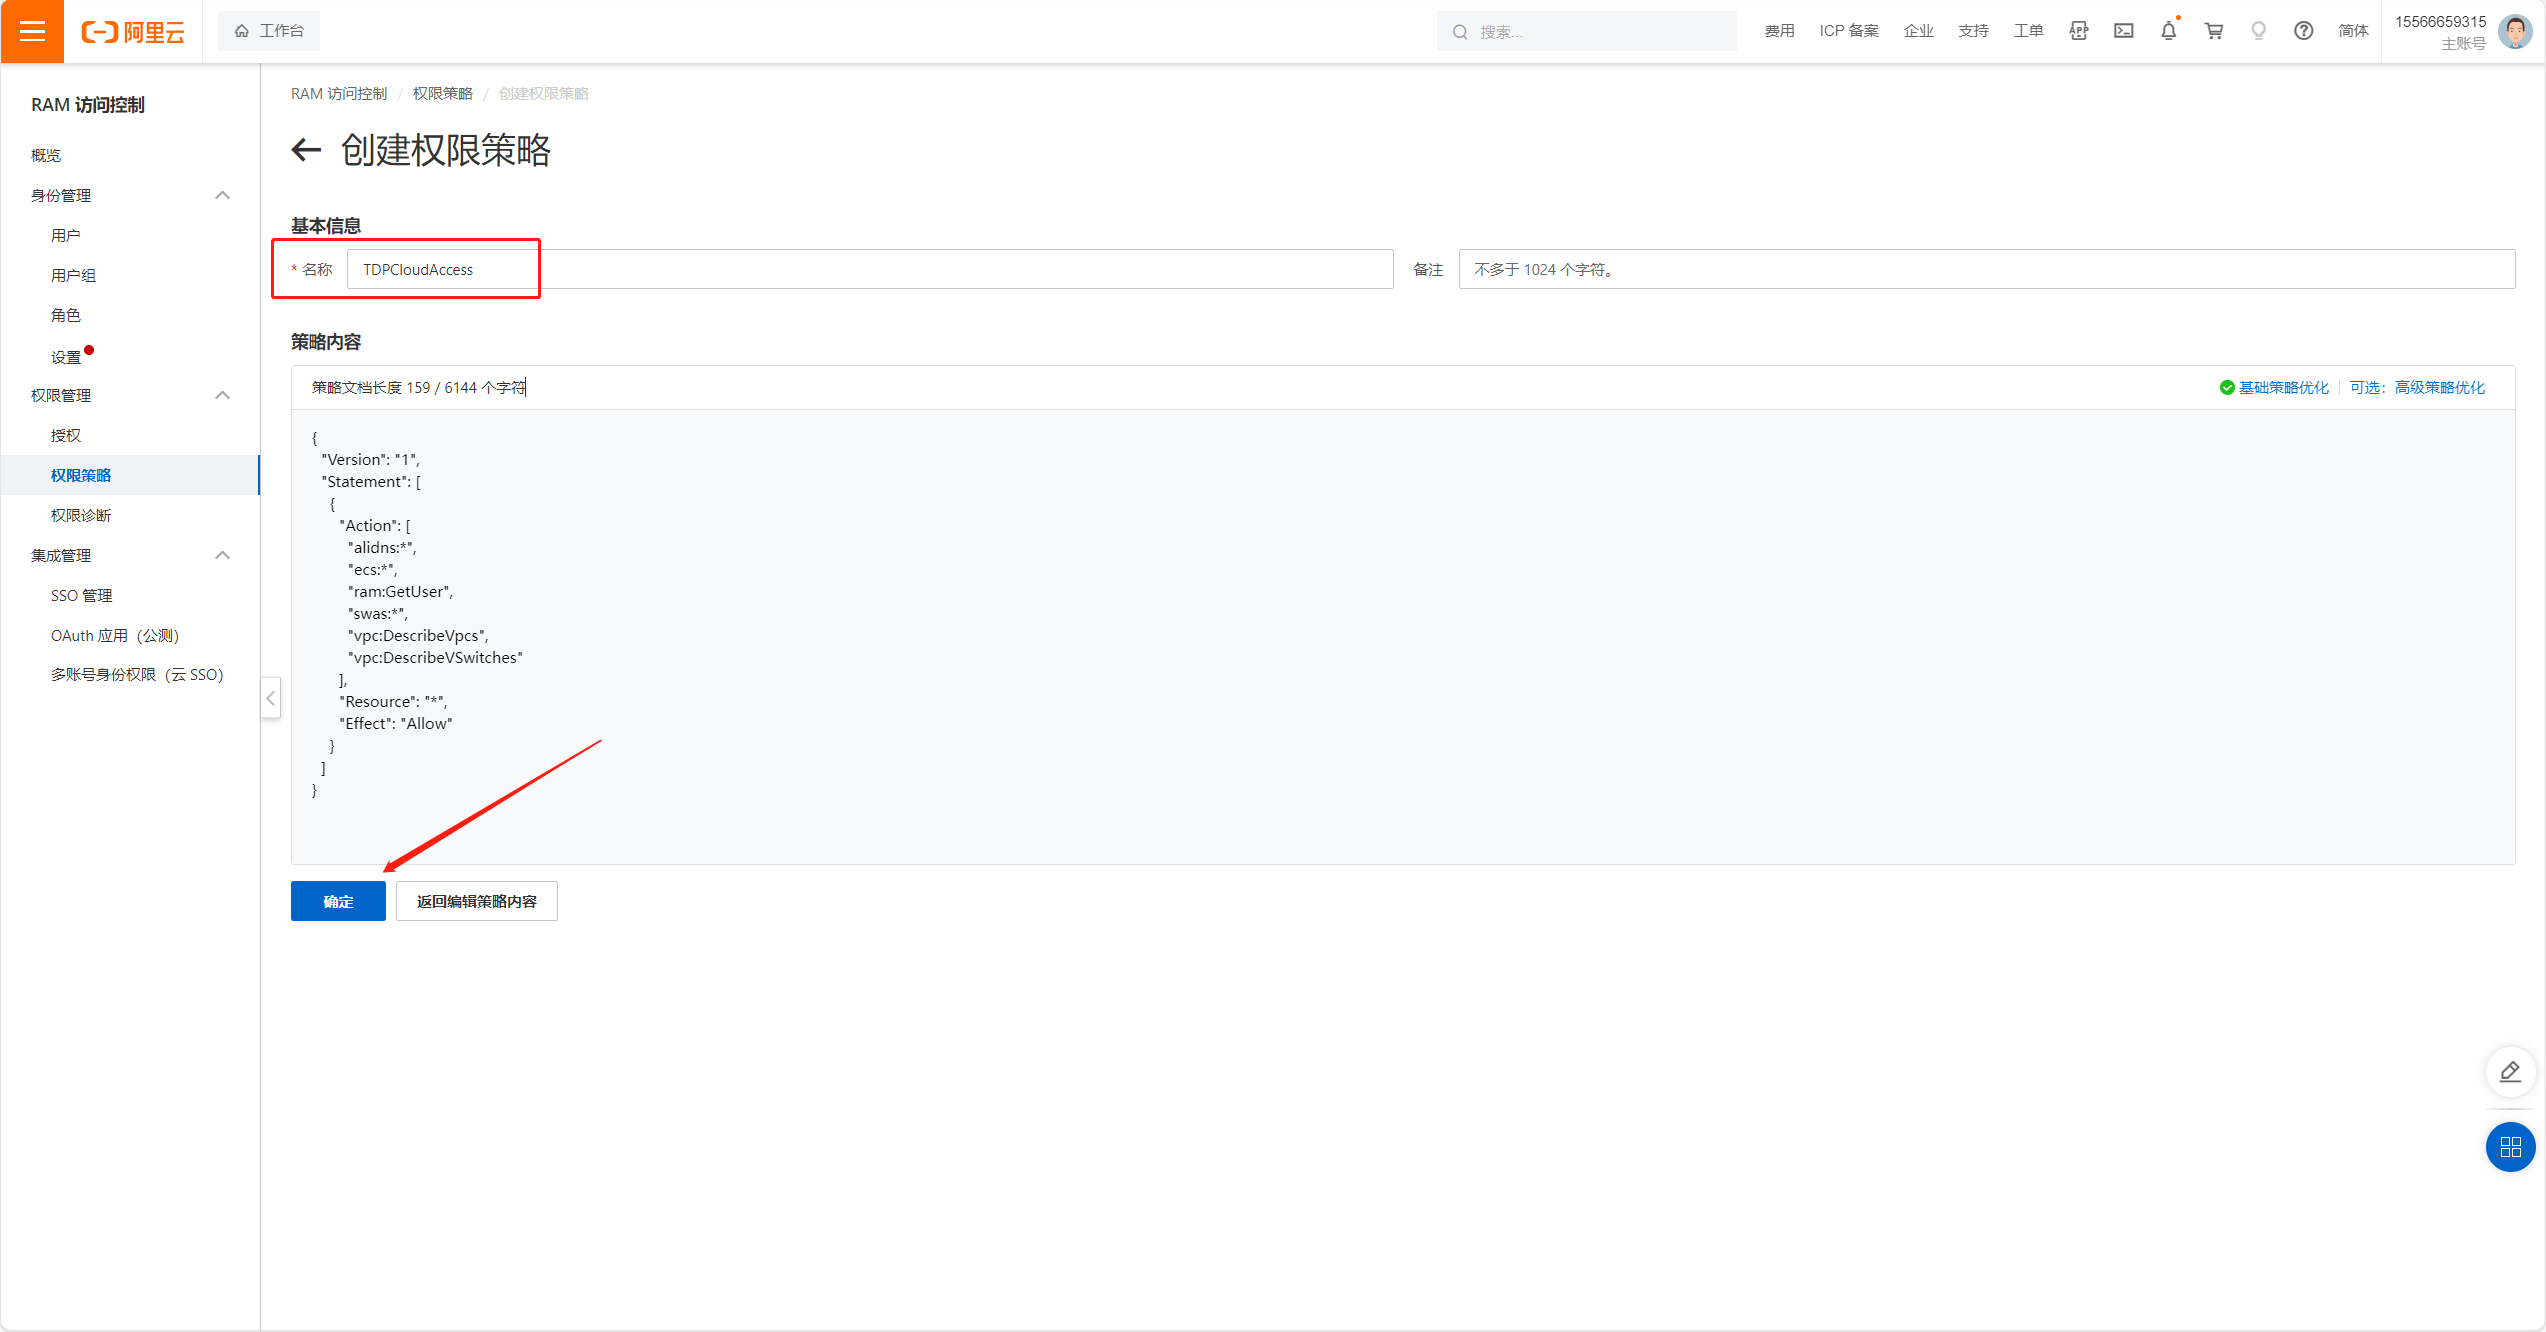 阿里云
工作台
搜索...
费用
ICP 备案
企业
支持
工单
APP
简体
15566659315
主账号
RAM 访问控制
概览
身份管理
用户
用户组
角色
设置
权限管理
授权
权限策略
权限诊断
集成管理
SSO 管理
OAuth 应用（公测）
多账号身份权限（云 SSO）
RAM 访问控制 / 权限策略 / 创建权限策略
创建权限策略
基本信息
* 名称
TDPCloudAccess
备注
不多于 1024 个字符。
策略内容
策略文档长度 159 / 6144 个字符
基础策略优化
可选：高级策略优化
{
"Version": "1",
"Statement": [
{
"Action": [
"alidns:*",
"ecs:*",
"ram:GetUser",
"swas:*",
"vpc:DescribeVpcs",
"vpc:DescribeVSwitches"
],
"Resource": "*",
"Effect": "Allow"
}
]
}
确定
返回编辑策略内容